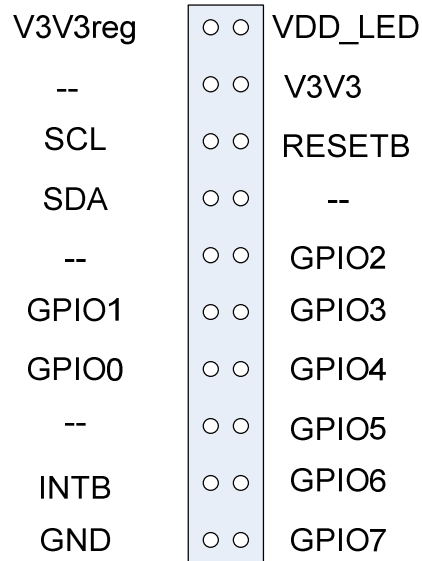 V3V3reg VDD_LED
-- V3V3
SCL RESETB
SDA --
-- GPIO2
GPIO1 GPIO3
GPIO0 GPIO4
-- GPIO5
INTB GPIO6
GND GPIO7